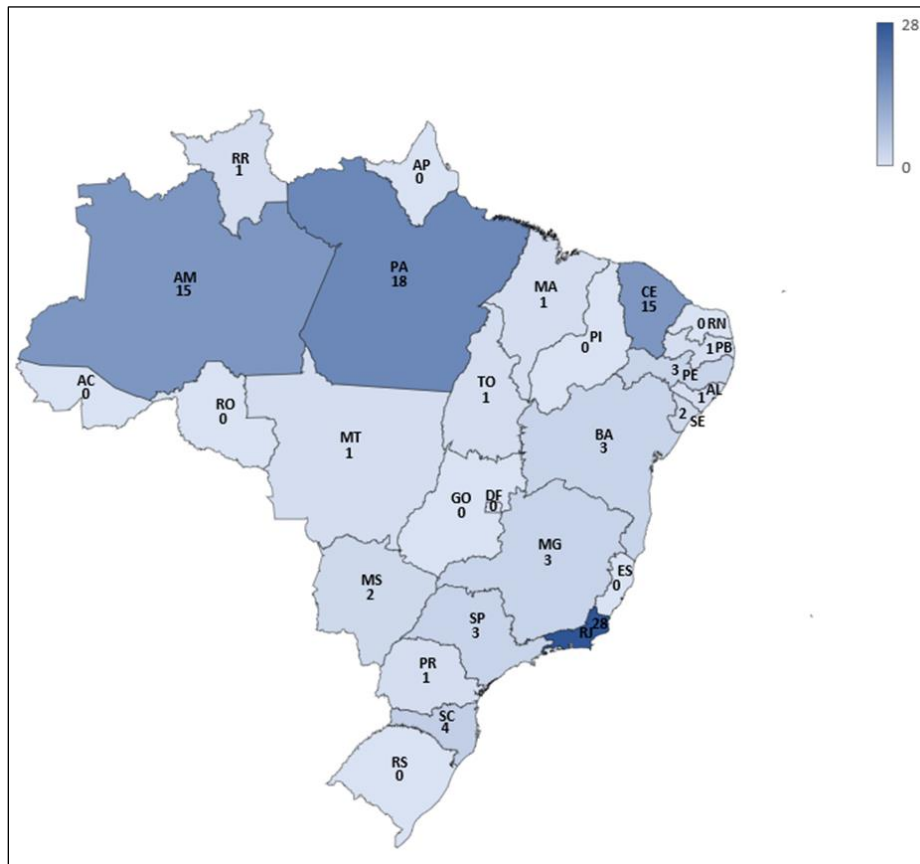 28
0
RR
1
AP
0
AM
15
PA
18
MA
1
CE
15
PI
0
0 RN
1 PB
3 PE
AL
1
2 SE
AC
0
RO
0
TO
1
MT
1
BA
3
GO
0
DF
0
MG
3
ES
0
MS
2
SP
3
28
RJ
PR
1
SC
4
RS
0